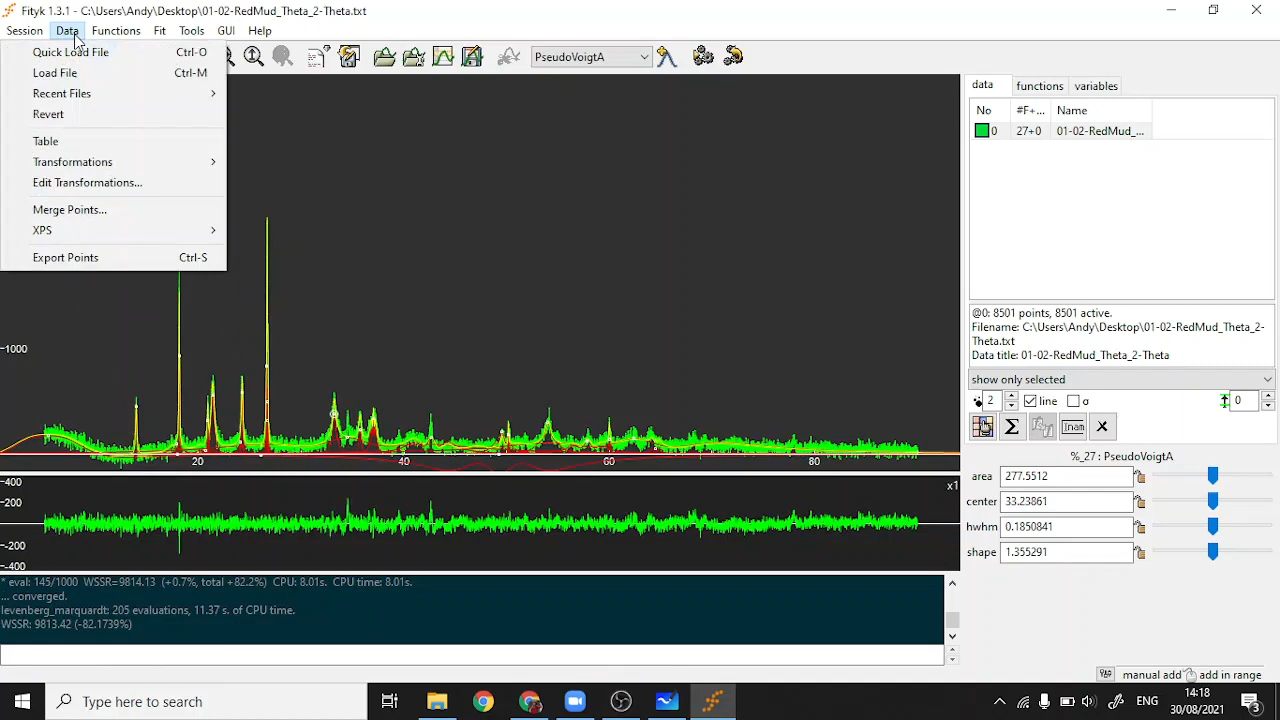 Fityk 1.3.1 - C:\Users\Andy\Desktop\01-02-RedMud_Theta_2-Theta.txt
Session Data Functions Fit Tools GUI Help
Quick Load File Ctrl-O
Load File Ctrl-M
Recent Files
Revert
Table
Transformations
Edit Transformations...
Merge Points...
XPS
Export Points Ctrl-S
PseudoVoigtA
data functions variables
No #F+... Name
0 27+0 01-02-RedMud_...
@0: 8501 points, 8501 active.
Filename: C:\Users\Andy\Desktop\01-02-RedMud_Theta_2-
Theta.txt
Data title: 01-02-RedMud_Theta_2-Theta
show only selected
2 line σ 0
%_27 : PseudoVoigtA
area 277.5512
center 33.23861
hwhm 0.1850841
shape 1.355291
1000
20 40 60 80
400 x1
200
-200
-400
* eval: 145/1000 WSSR=9814.13 (+0.7%, total +82.2%) CPU: 8.01s. CPU time: 8.01s.
... converged.
levenberg_marquardt: 205 evaluations, 11.37 s. of CPU time.
WSSR: 9813.42 (-82.1739%)
manual add add in range
Type here to search
ENG
14:18
30/08/2021
3